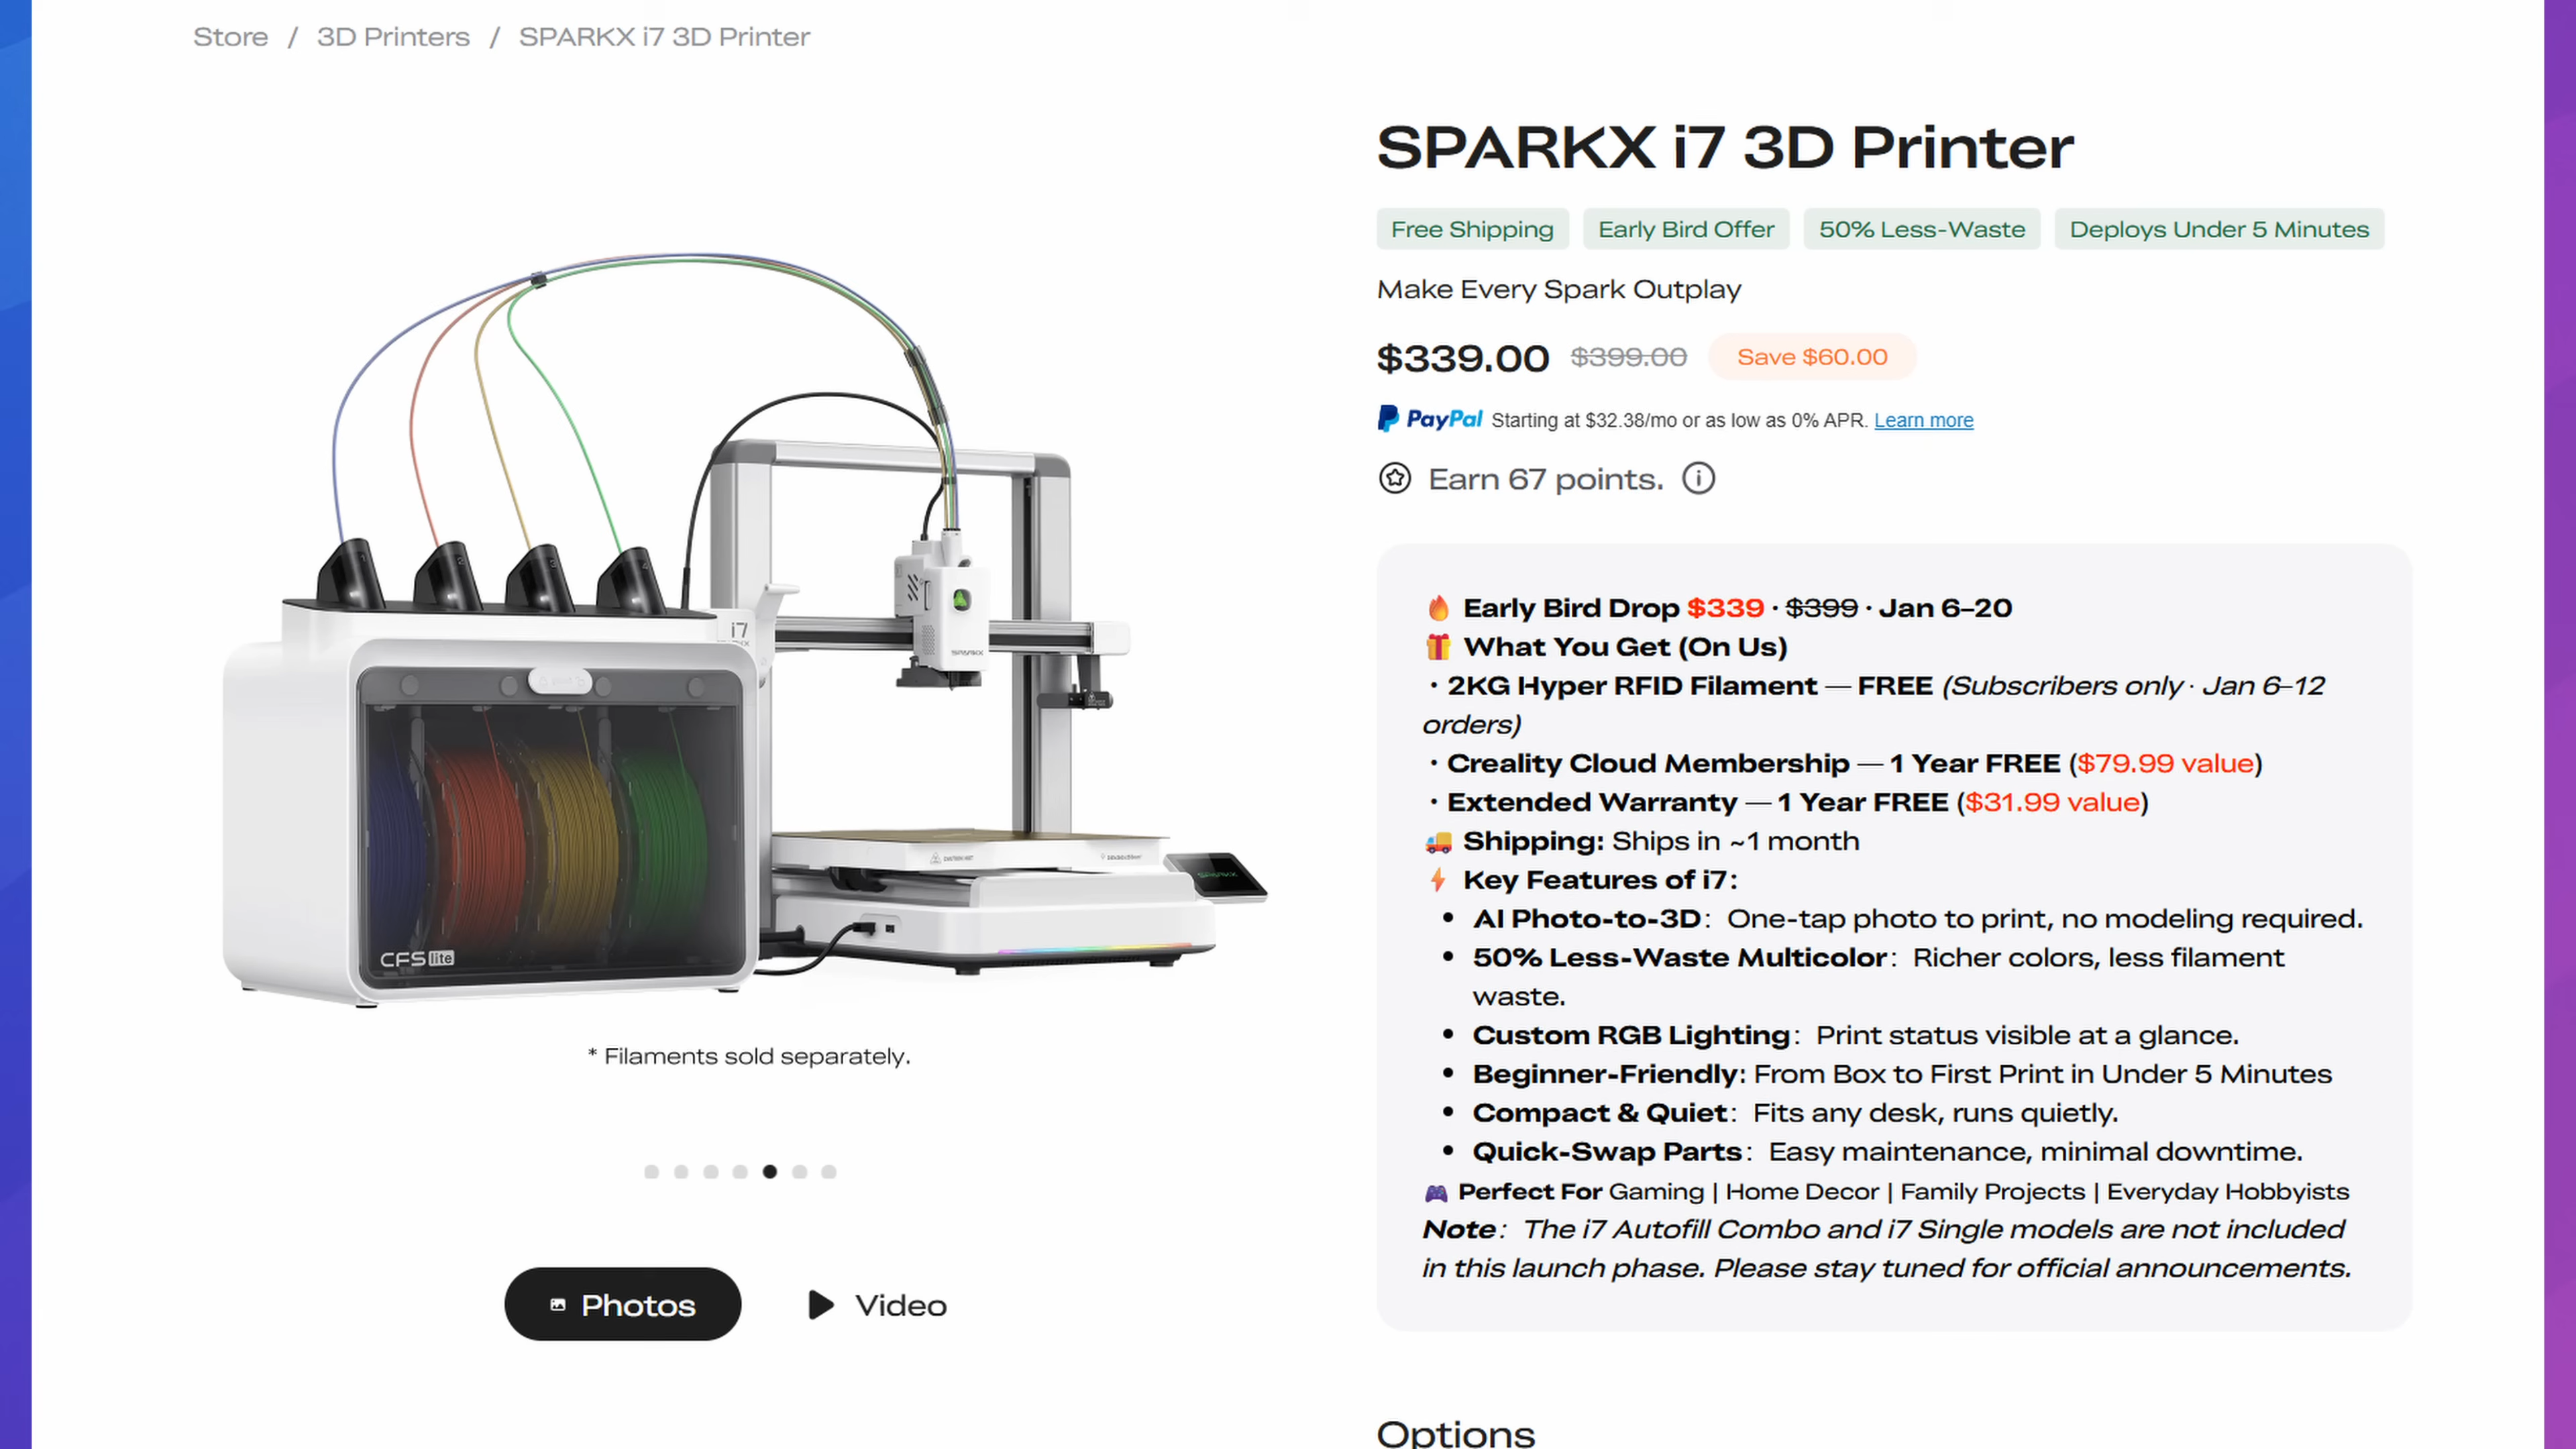 Store / 3D Printers / SPARKX i7 3D Printer
SPARKX i7 3D Printer
Free Shipping
Early Bird Offer
50% Less-Waste
Deploys Under 5 Minutes
Make Every Spark Outplay
$339.00 $399.00 Save $60.00
PayPal Starting at $32.38/mo or as low as 0% APR. Learn more
Earn 67 points.
🔥 Early Bird Drop $339 · $399 · Jan 6–20
🎁 What You Get (On Us)
· 2KG Hyper RFID Filament — FREE (Subscribers only · Jan 6–12
orders)
· Creality Cloud Membership — 1 Year FREE ($79.99 value)
· Extended Warranty — 1 Year FREE ($31.99 value)
🚚 Shipping: Ships in ~1 month
⚡ Key Features of i7:
• AI Photo-to-3D: One-tap photo to print, no modeling required.
• 50% Less-Waste Multicolor: Richer colors, less filament
waste.
• Custom RGB Lighting: Print status visible at a glance.
• Beginner-Friendly: From Box to First Print in Under 5 Minutes
• Compact & Quiet: Fits any desk, runs quietly.
• Quick-Swap Parts: Easy maintenance, minimal downtime.
🎮 Perfect For Gaming | Home Decor | Family Projects | Everyday Hobbyists
Note: The i7 Autofill Combo and i7 Single models are not included
in this launch phase. Please stay tuned for official announcements.
Options
i7
SPARKX
CFS lite
SPARKX
* Filaments sold separately.
Photos
Video